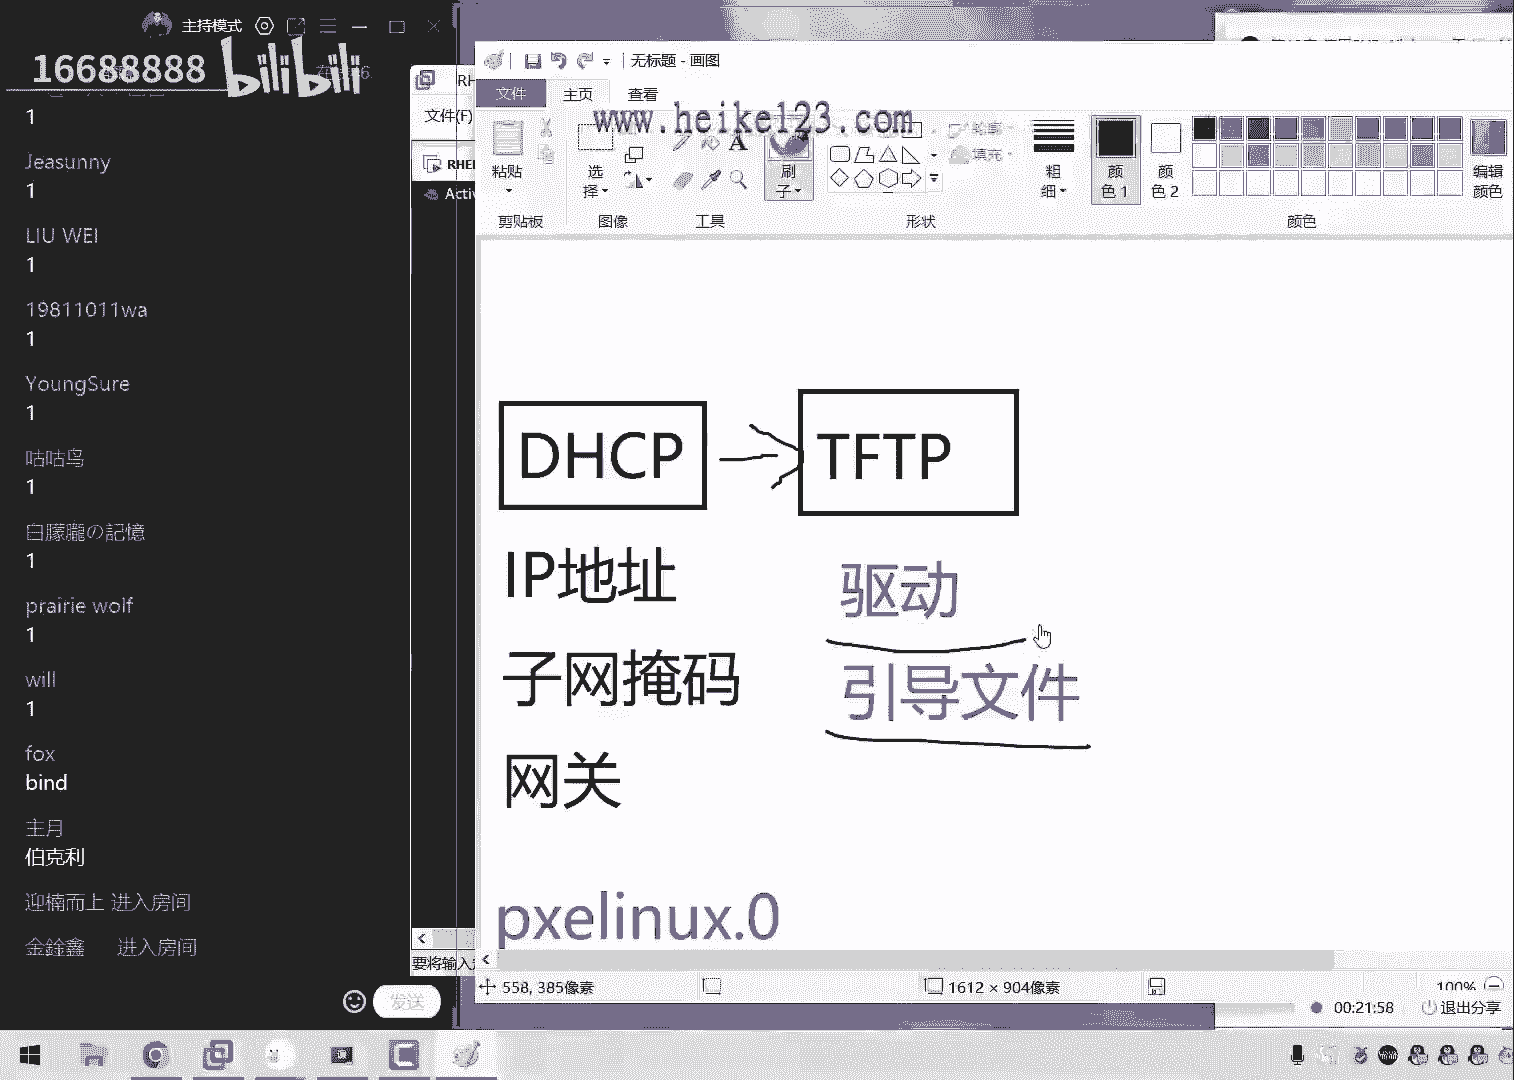 主持模式
16688888 bilibili
1
Jeasunny
1
LIU WEI
1
19811011wa
1
YoungSure
1
咕咕鸟
1
白朦朧の記憶
1
prairie wolf
1
will
1
fox
bind
主月
伯克利
迎楠而上 进入房间
金銓鑫 进入房间
发送
RH
文件(F)
RHEI
Activ
要将输入
无标题 - 画图
文件 主页 查看
www.heike123.com
粘贴
剪贴板
选择
图像
A
工具
刷子
轮廓
填充
形状
粗细
颜色 1
颜色 2
编辑颜色
颜色
DHCP
TFTP
IP地址
驱动
子网掩码
引导文件
网关
pxelinux.0
558, 385像素
1612 × 904像素
100%
00:21:58
退出分享